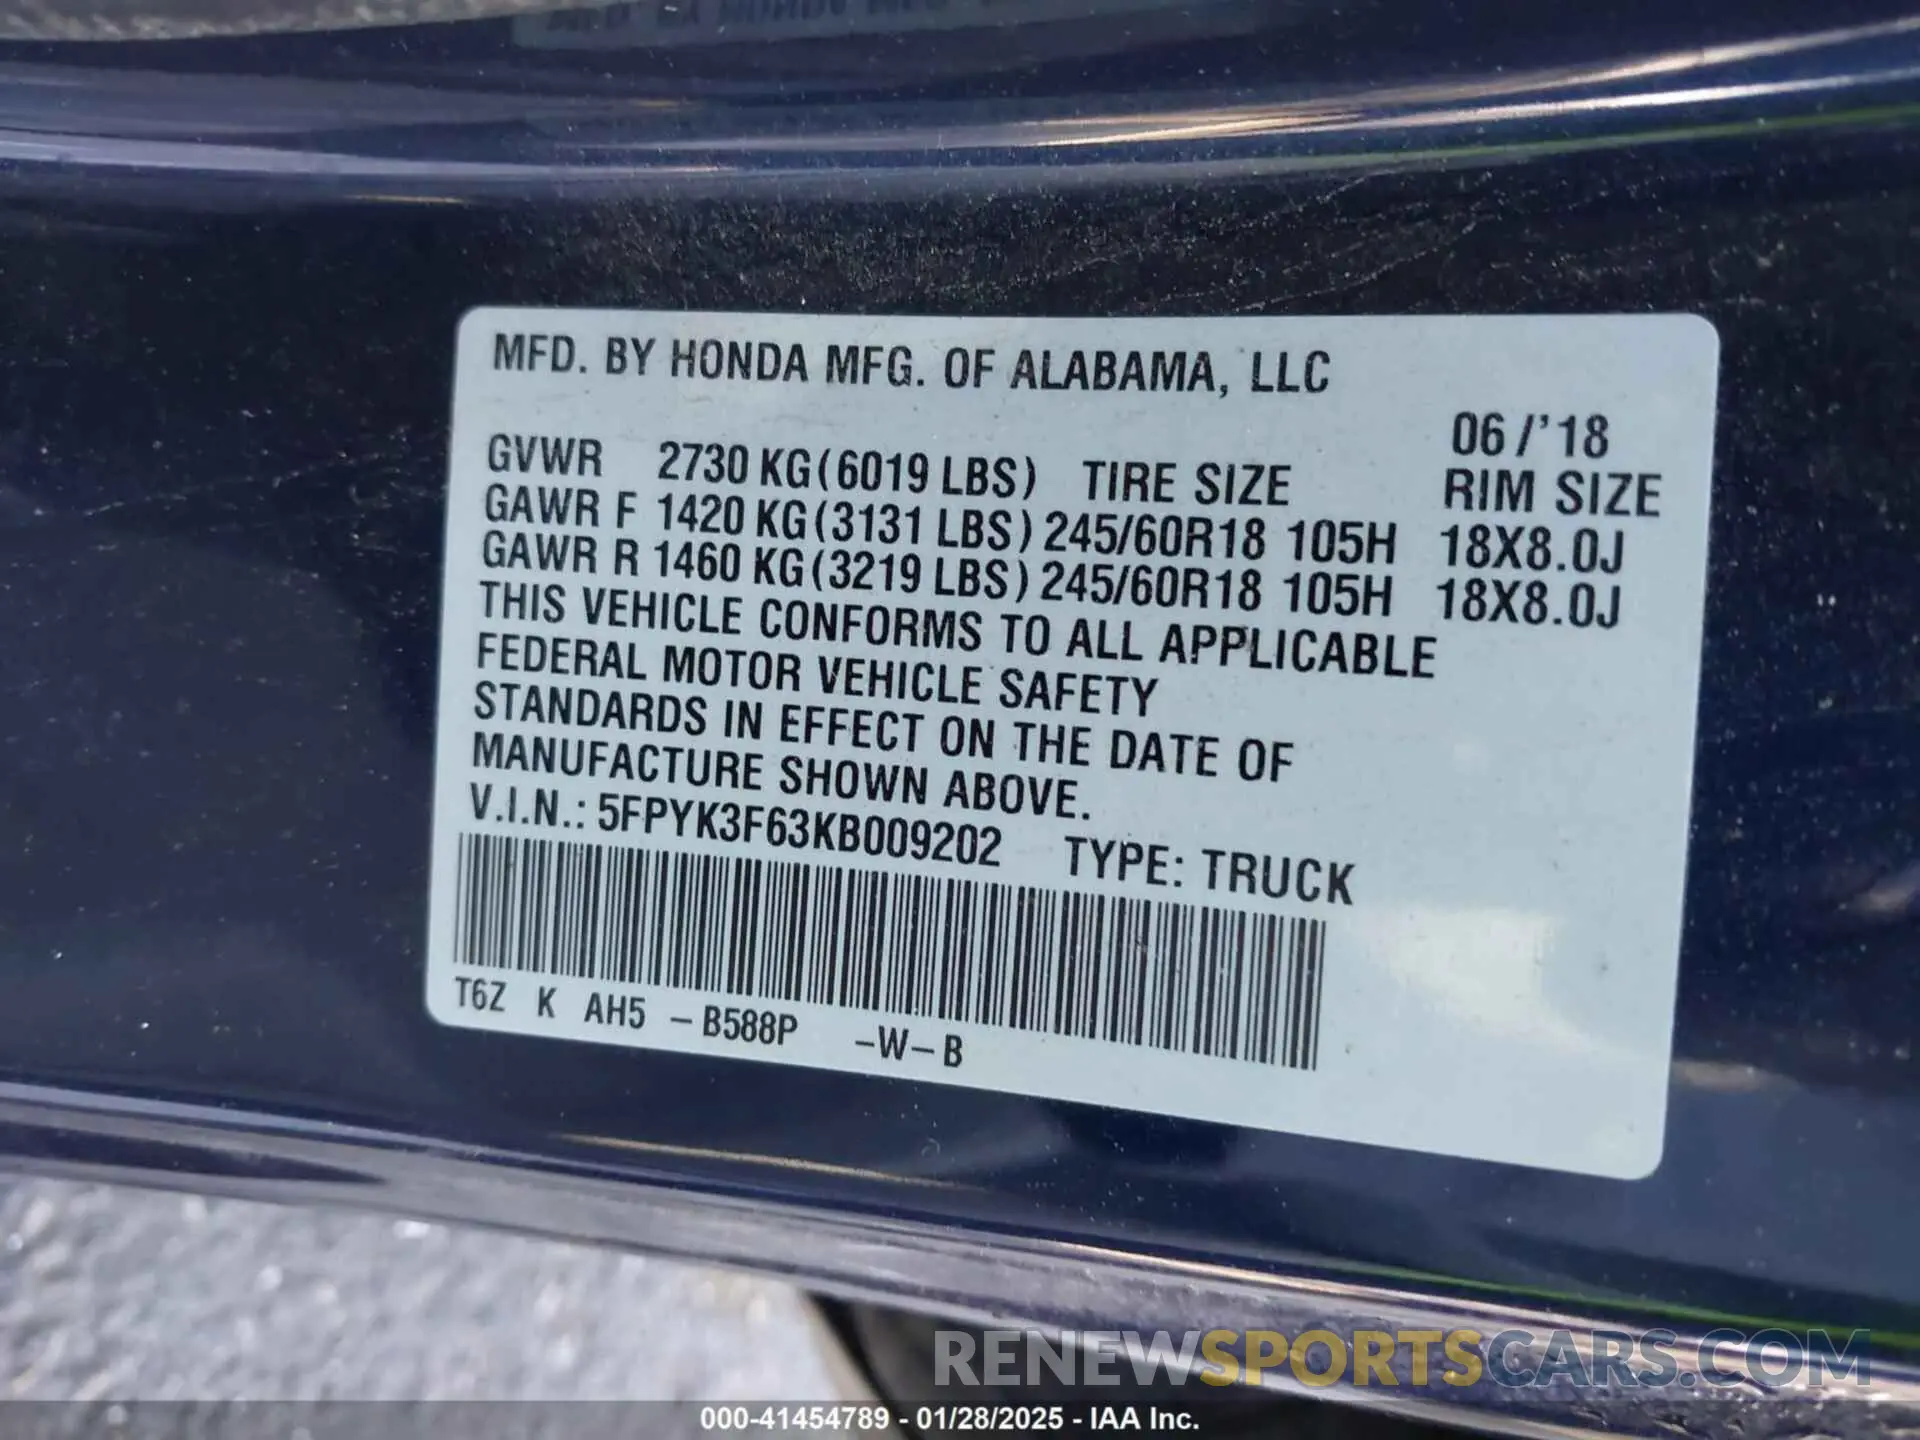 MFD. BY HONDA MFG. OF ALABAMA, LLC
06/'18
GVWR 2730 KG(6019 LBS) TIRE SIZE RIM SIZE
GAWR F 1420 KG(3131 LBS) 245/60R18 105H 18X8.0J
GAWR R 1460 KG(3219 LBS) 245/60R18 105H 18X8.0J
THIS VEHICLE CONFORMS TO ALL APPLICABLE
FEDERAL MOTOR VEHICLE SAFETY
STANDARDS IN EFFECT ON THE DATE OF
MANUFACTURE SHOWN ABOVE.
V.I.N.: 5FPYK3F63KB009202 TYPE: TRUCK
T6Z K AH5 -B588P -W-B
RENEWSPORTSCARS.COM
000-41454789 - 01/28/2025 - IAA Inc.